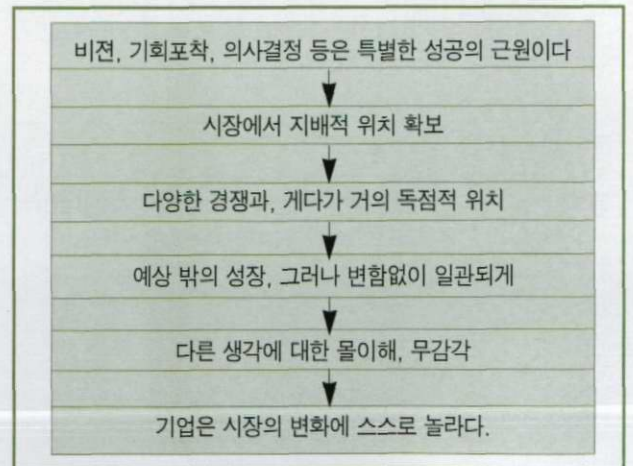 비젼, 기회포착, 의사결정 등은 특별한 성공의 근원이다
시장에서 지배적 위치 확보
다양한 경쟁과, 게다가 거의 독점적 위치
예상 밖의 성장, 그러나 변함없이 일관되게
다른 생각에 대한 몰이해, 무감각
기업은 시장의 변화에 스스로 놀라다.